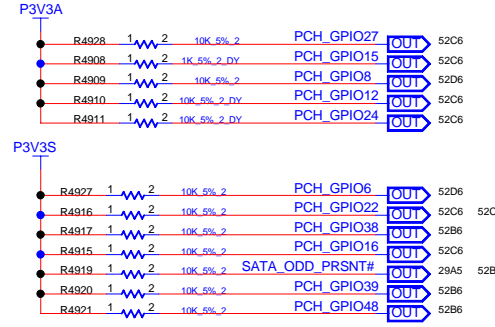 P3V3A
R4928 1 2 10K_5%_2 PCH_GPIO27 OUT 52C6
R4908 1 2 1K_5%_2_DY PCH_GPIO15 OUT 52C6
R4909 1 2 10K_5%_2 PCH_GPIO8 OUT 52D6
R4910 1 2 10K_5%_2_DY PCH_GPIO12 OUT 52C6
R4911 1 2 10K_5%_2_DY PCH_GPIO24 OUT 52C6
P3V3S
R4927 1 2 10K_5%_2 PCH_GPIO6 OUT 52D6
R4916 1 2 10K_5%_2 PCH_GPIO22 OUT 52C6 52C
R4917 1 2 10K_5%_2 PCH_GPIO38 OUT 52B6
R4915 1 2 10K_5%_2 PCH_GPIO16 OUT 52C6
R4919 1 2 10K_5%_2 SATA_ODD_PRSNT# OUT 29A5 52B
R4920 1 2 10K_5%_2 PCH_GPIO39 OUT 52B6
R4921 1 2 10K_5%_2 PCH_GPIO48 OUT 52B6